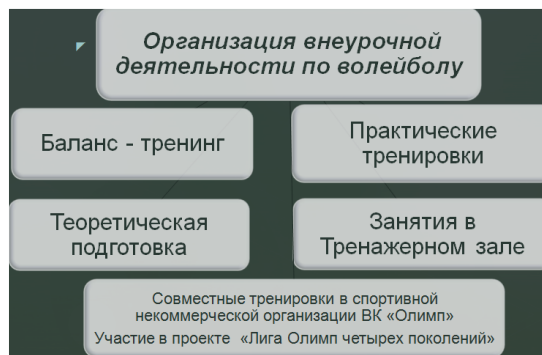 Организация внеурочной
деятельности по волейболу
Баланс - тренинг
Практические
тренировки
Теоретическая
подготовка
Занятия в
Тренажерном зале
Совместные тренировки в спортивной
некоммерческой организации ВК «Олимп»
Участие в проекте «Лига Олимп четырех поколений»